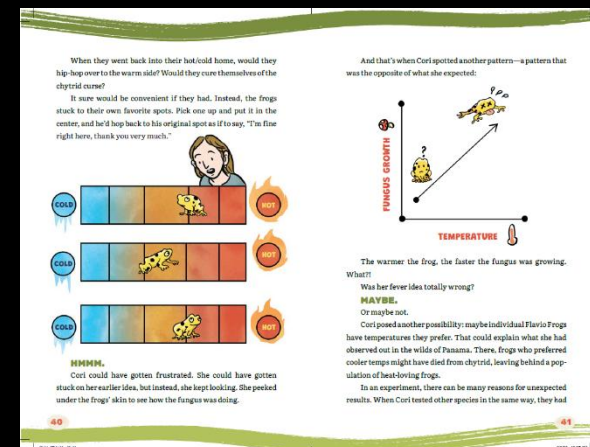 When they went back into their hot/cold home, would they
hip-hop over to the warm side? Would they cure themselves of the
chytrid curse?
It sure would be convenient if they had. Instead, the frogs
stuck to their own favorite spots. Pick one up and put it in the
center, and he'd hop back to his original spot as if to say, "I'm fine
right here, thank you very much."
COLD
HOT
COLD
HOT
COLD
HOT
HMMM.
Cori could have gotten frustrated. She could have gotten
stuck on her earlier idea, but instead, she kept looking. She peeked
under the frogs' skin to see how the fungus was doing.
40
And that's when Cori spotted another pattern—a pattern that
was the opposite of what she expected:
FUNGUS GROWTH
?
?!?!
TEMPERATURE
The warmer the frog, the faster the fungus was growing.
What?!
Was her fever idea totally wrong?
MAYBE.
Or maybe not.
Cori posed another possibility: maybe individual Flavio Frogs
have temperatures they prefer. That could explain what she had
observed out in the wilds of Panama. There, frogs who preferred
cooler temps might have died from chytrid, leaving behind a pop-
ulation of heat-loving frogs.
In an experiment, there can be many reasons for unexpected
results. When Cori tested other species in the same way, they had
41